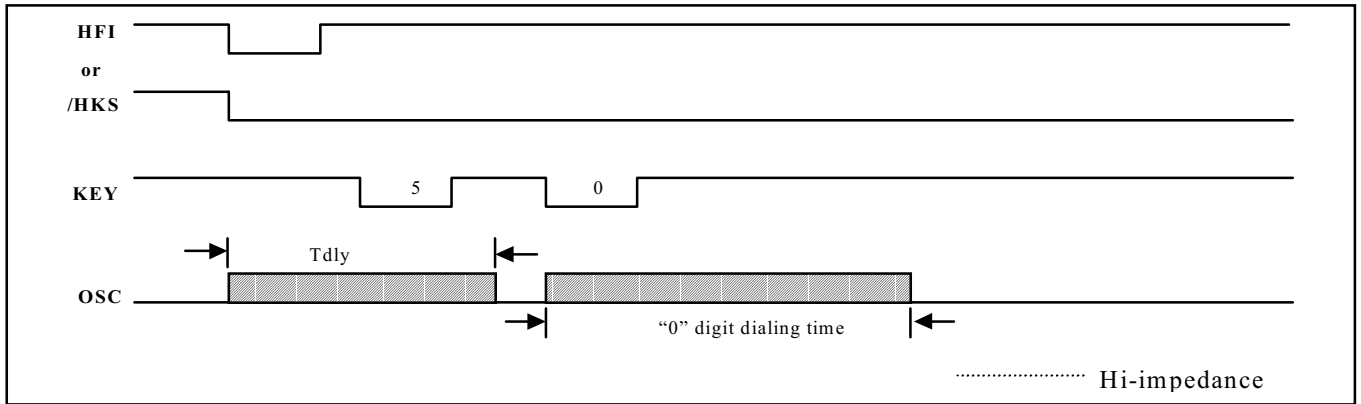 HFI
or
/HKS
KEY 5 0
Tdly
OSC
“0” digit dialing time
Hi-impedance